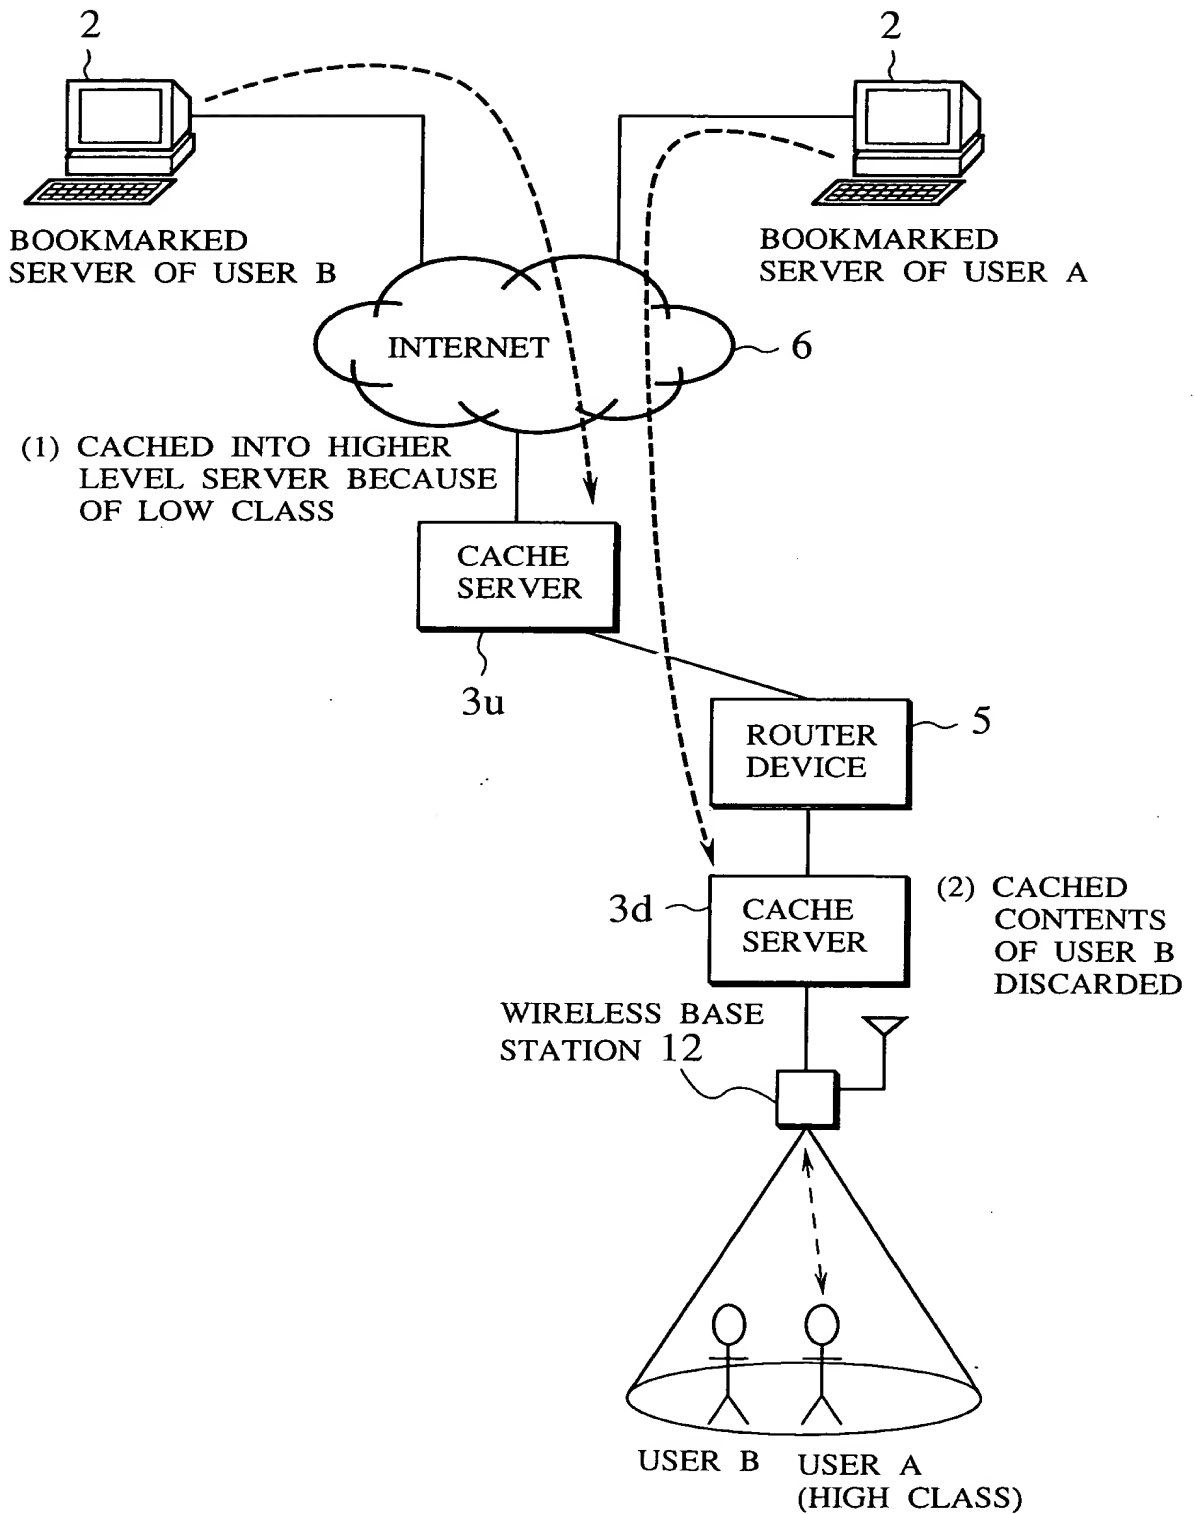 2
2
BOOKMARKED
SERVER OF USER B
BOOKMARKED
SERVER OF USER A
INTERNET
6
(1) CACHED INTO HIGHER
LEVEL SERVER BECAUSE
OF LOW CLASS
CACHE
SERVER
3u
ROUTER
DEVICE
5
3d
CACHE
SERVER
(2) CACHED
CONTENTS
OF USER B
DISCARDED
WIRELESS BASE
STATION 12
USER B
USER A
(HIGH CLASS)